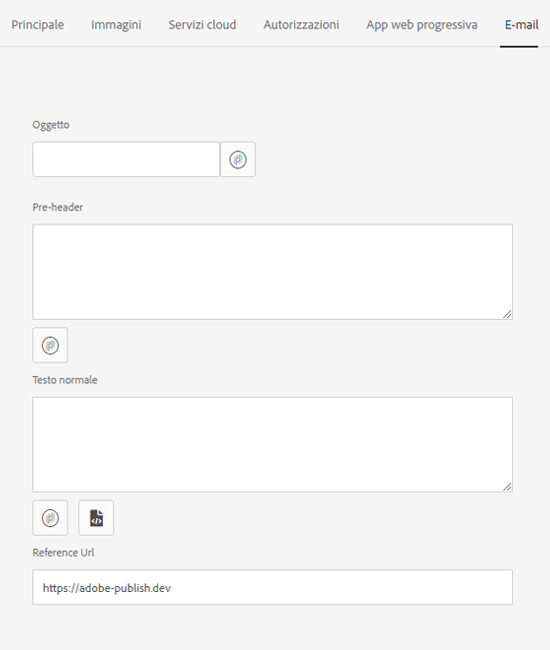 Principale Immagini Servizi cloud Autorizzazioni App web progressiva E-mail
Oggetto
Pre-header
Testo normale
Reference Url
https://adobe-publish.dev